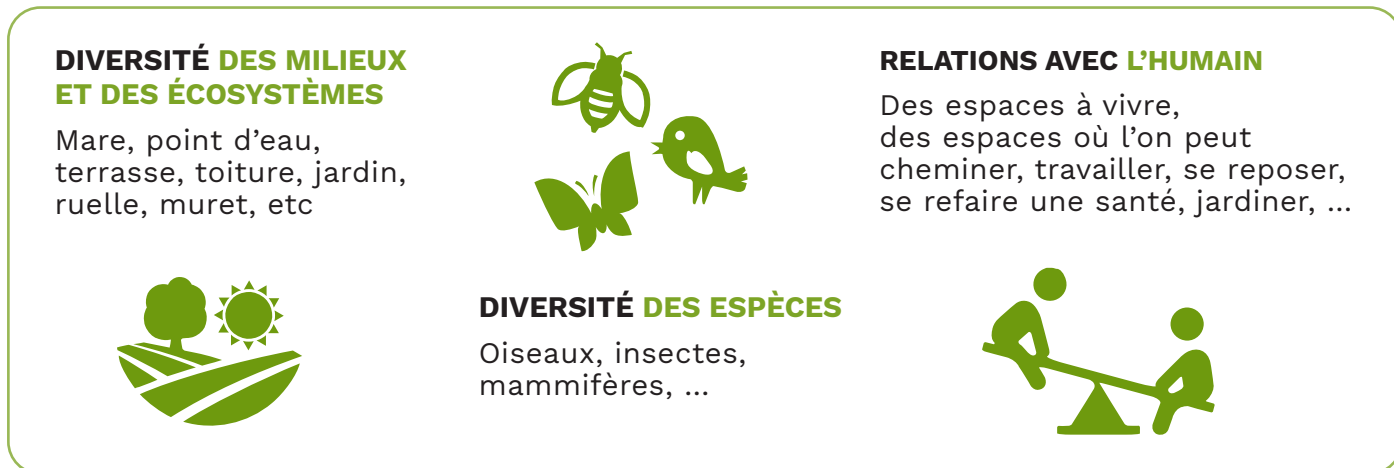 DIVERSITÉ DES MILIEUX
ET DES ÉCOSYSTÈMES
Mare, point d’eau,
terrasse, toiture, jardin,
ruelle, muret, etc
DIVERSITÉ DES ESPÈCES
Oiseaux, insectes,
mammifères, ...
RELATIONS AVEC L’HUMAIN
Des espaces à vivre,
des espaces où l’on peut
cheminer, travailler, se reposer,
se refaire une santé, jardiner, ...